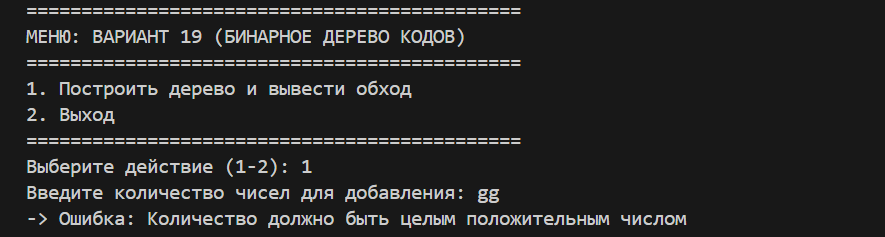 =============================================
МЕНЮ: ВАРИАНТ 19 (БИНАРНОЕ ДЕРЕВО КОДОВ)
=============================================
1. Построить дерево и вывести обход
2. Выход
=============================================
Выберите действие (1-2): 1
Введите количество чисел для добавления: gg
-> Ошибка: Количество должно быть целым положительным числом